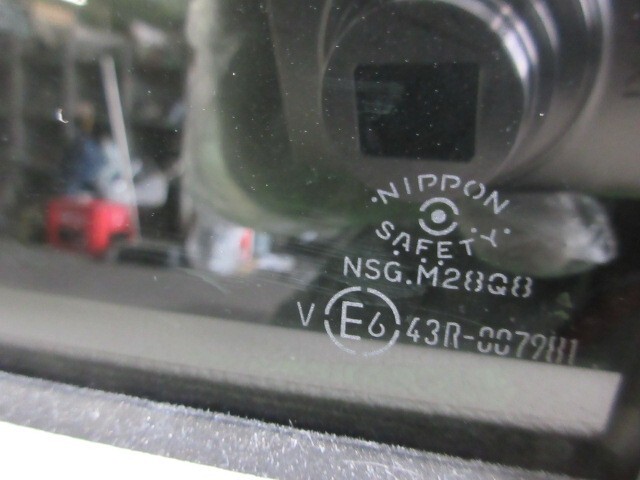 NIPPON
SAFETY
NSG.M28Q8
V E6 43R-007981